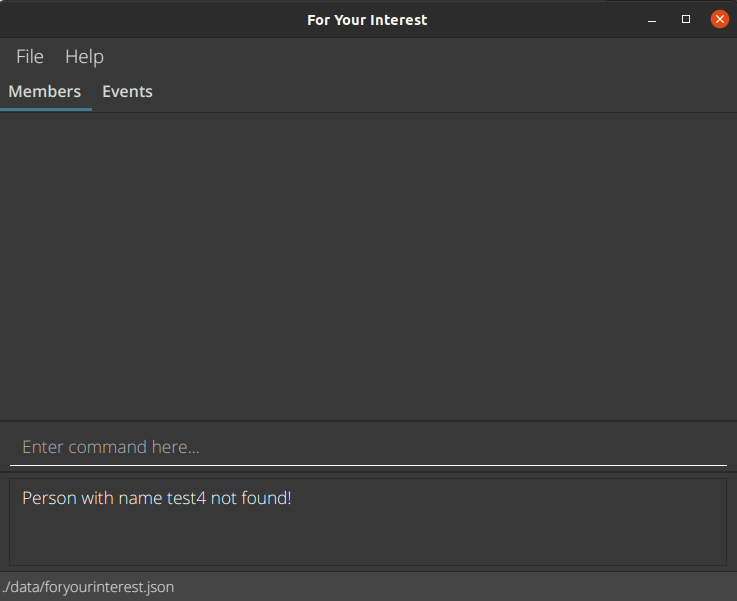 For Your Interest
File Help
Members Events
Enter command here...
Person with name test4 not found!
./data/foryourinterest.json